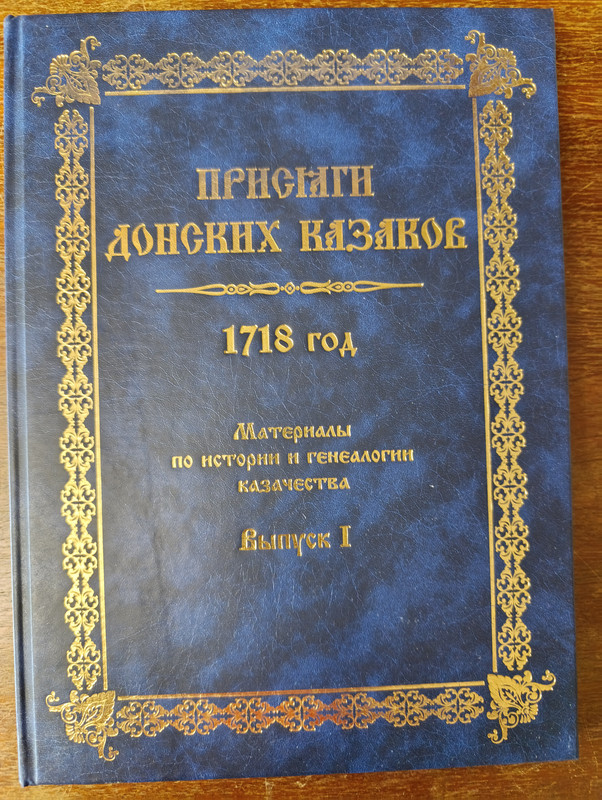 ПРИСЯГИ
ДОНСКИХ КАЗАКОВ
1718 год
Материалы
по истории и генеалогии
казачества
Выпуск I